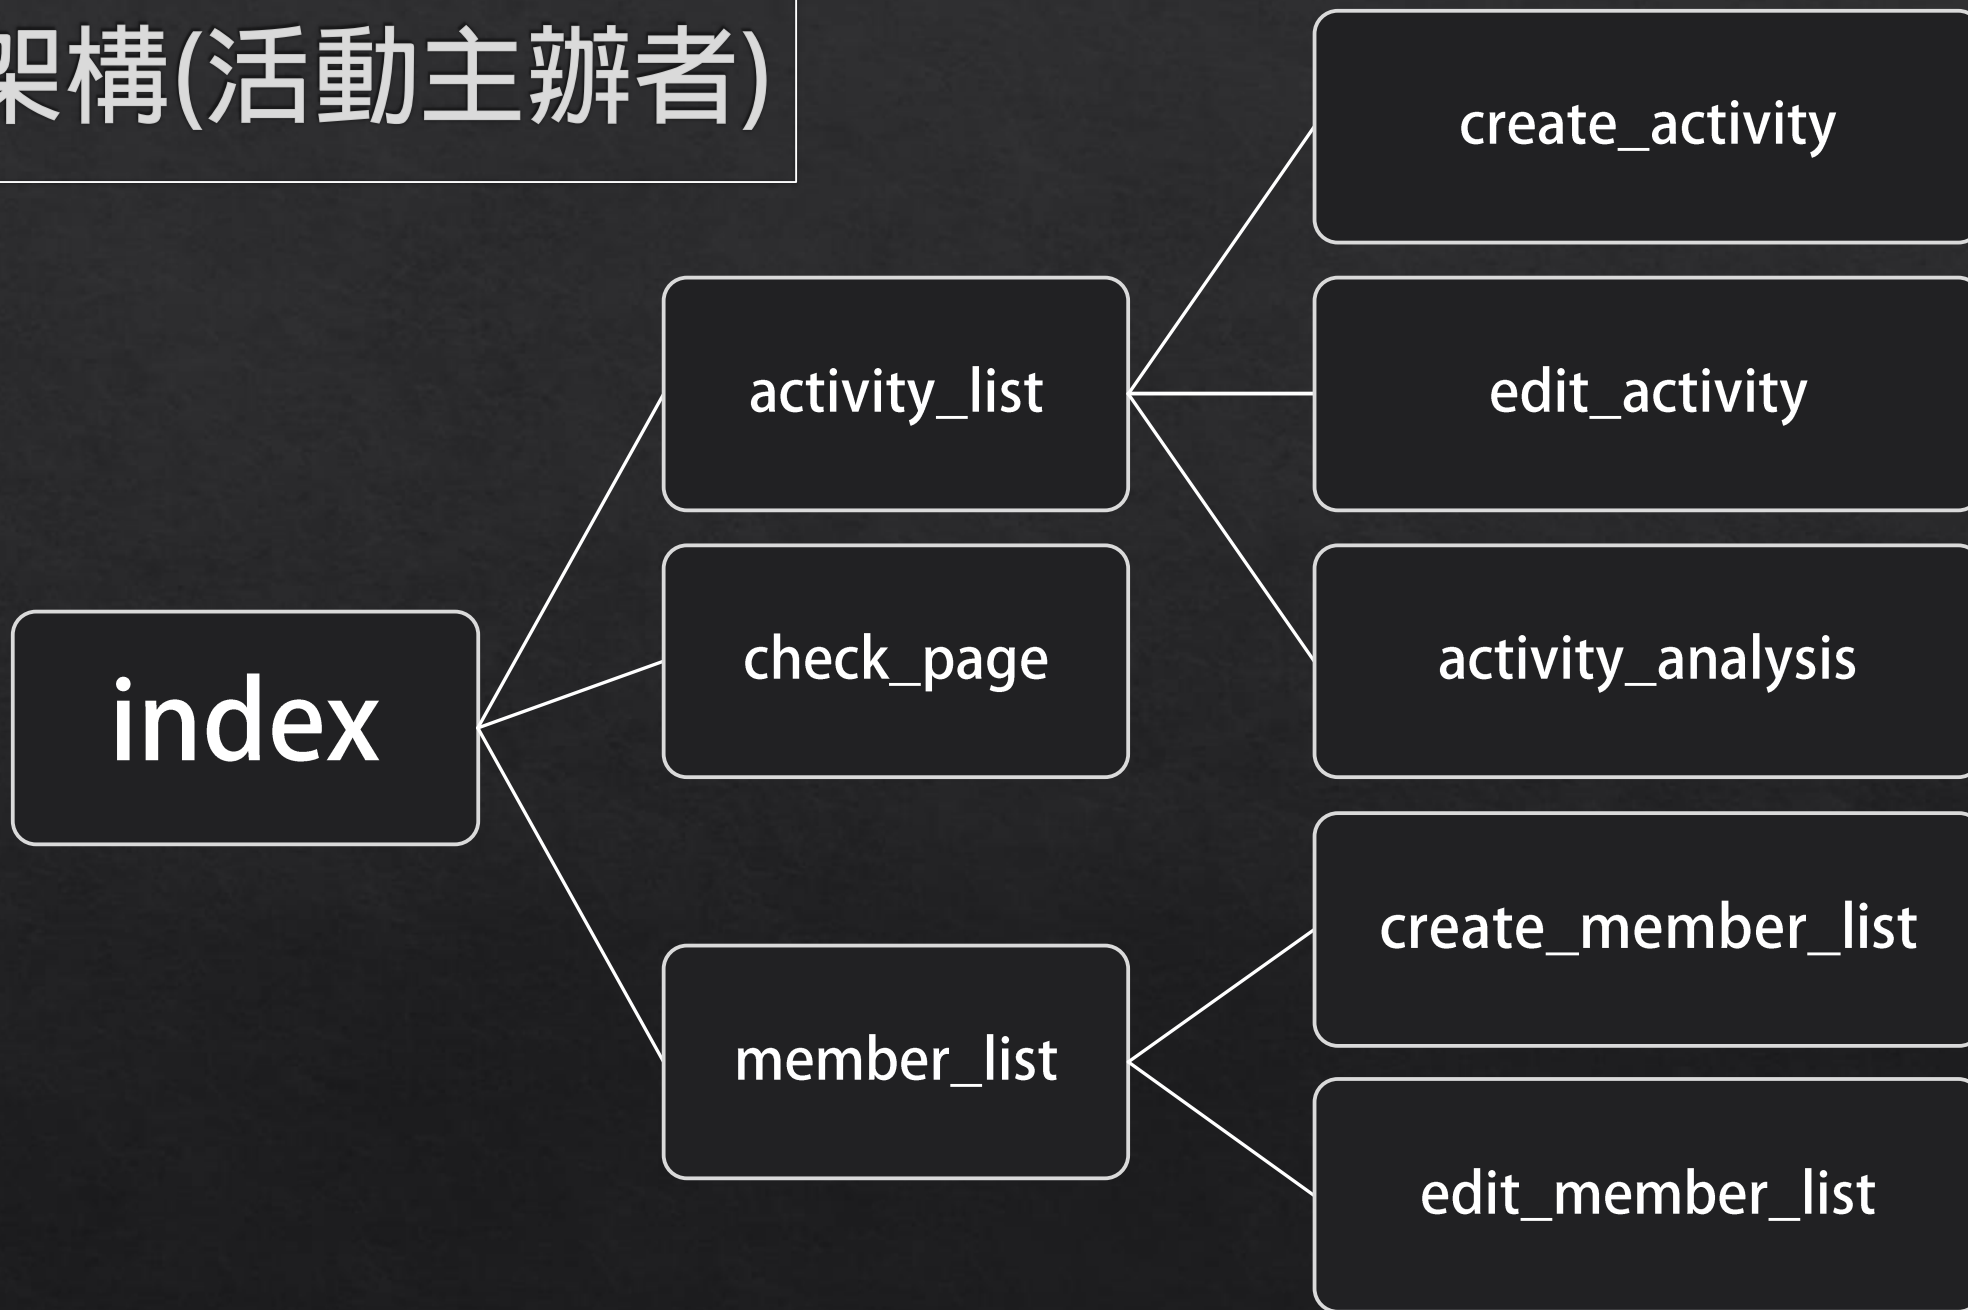 架構(活動主辦者)
create_activity
activity_list
edit_activity
check_page
activity_analysis
index
create_member_list
member_list
edit_member_list